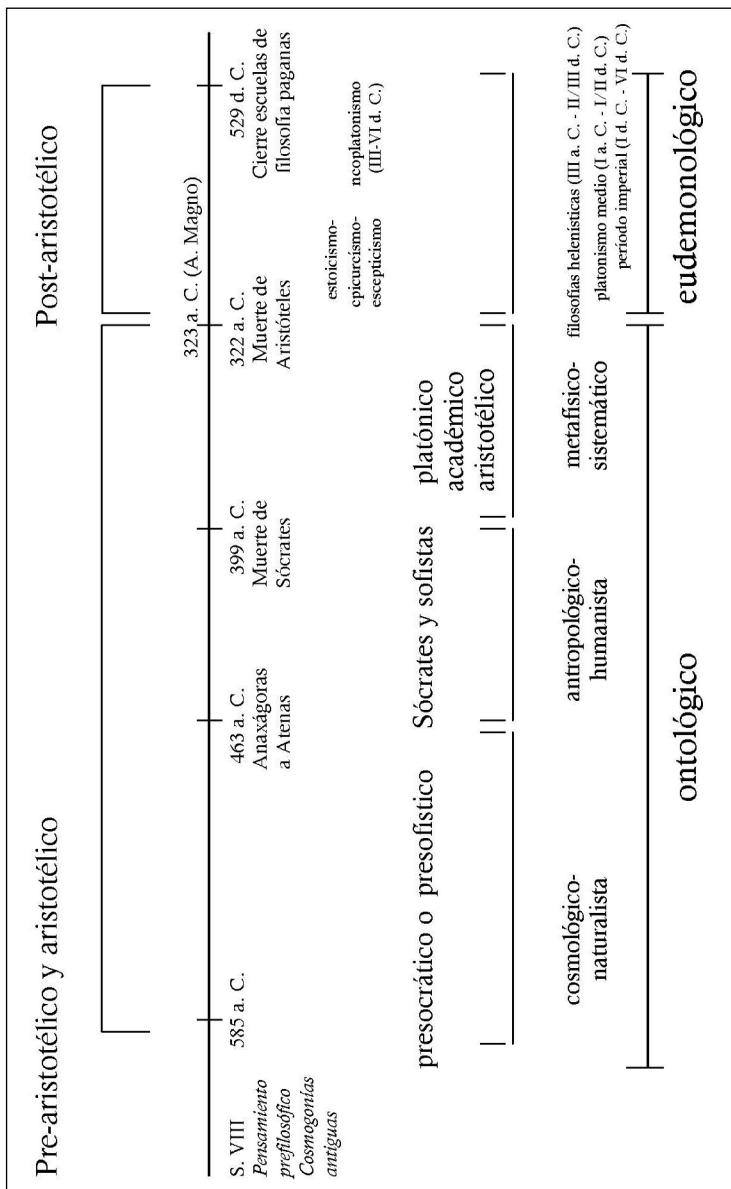 Pre-aristotélico y aristotélico
Post-aristotélico
323 a. C. (A. Magno)
S. VIII
Pensamiento
prefilosófico
Cosmogonías
antiguas
585 a. C.
463 a. C.
Anaxágoras
a Atenas
399 a. C.
Muerte de
Sócrates
322 a. C.
Muerte de
Aristóteles
529 d. C.
Cierre escuelas de
filosofía paganas
estoicismo-
epicureísmo-
escepticismo
neoplatonismo
(III-VI d. C.)
presocrático o presofístico
Sócrates y sofistas
platónico
académico
aristotélico
cosmológico-
naturalista
antropológico-
humanista
metafísico-
sistemático
filosofías helenísticas (III a. C. - II/III d. C.)
platonismo medio (I a. C. - I/II d. C.)
período imperial (I d. C. - VI d. C.)
ontológico
eudemonológico